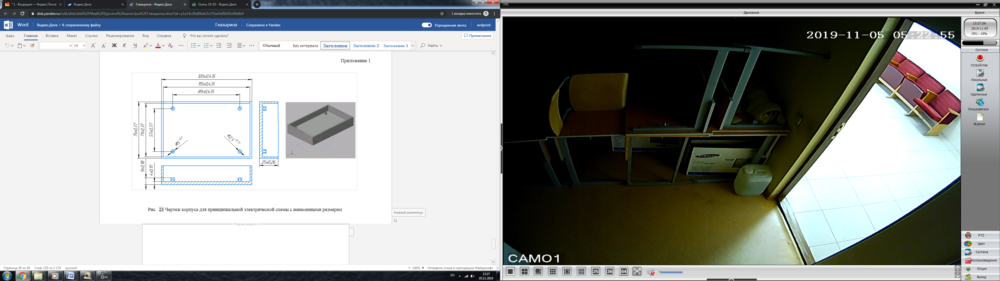 * 1 · Входящие — Яндекс.Почта
Яндекс.Диск
Глазырина - Яндекс.Диск
Осень 19-20 - Яндекс.Диск
disk.yandex.ru/edit/disk/disk%2FМед%2FКурсачи%20магистры%2FГлазырина.docx?sk=y1e14c26d0bde3c27be3ef0b05c69dfe4
1 вкладка инкогнито
Word
Яндекс.Диск > К сохраненному файлу
Глазырина - Сохранено в Yandex
Упрощенная лента
avdprod
Файл
Главная
Вставка
Макет
Ссылки
Рецензирование
Вид
Справка
Что вы хотите сделать?
Примечания
14
Ж
К
Ч
Обычный
Без интервала
Заголовок
Заголовок 2
Заголовок 3
Найти
Приложение 1
120±0,435
115±0,435
89±0,435
75±0,37
71±0,37
57±0,37
9±0,18
4±0,15
25±0,26
Рис. 23 Чертеж корпуса для принципиальной электрической схемы с нанесенными размерам
Нижний колонтитул
31
Разрыв раздела
Страница 30 из 29
Слов: 153 из 2 174
русский
100%
Отправить отзыв в корпорацию Майкрософт
EN
13:27
05.11.2019
CMS
Движение
Время
2019-11-05 05:22:55
SAMSUNG
Monitor
CAM01
13:27:39
2019-11-05
CPU : 19%
Система
Устройства
Локальные
Удаленные
Пользователи
Журнал
PTZ
Цвет
Система
Воспроизведение
Опции
Выход
25
36
64